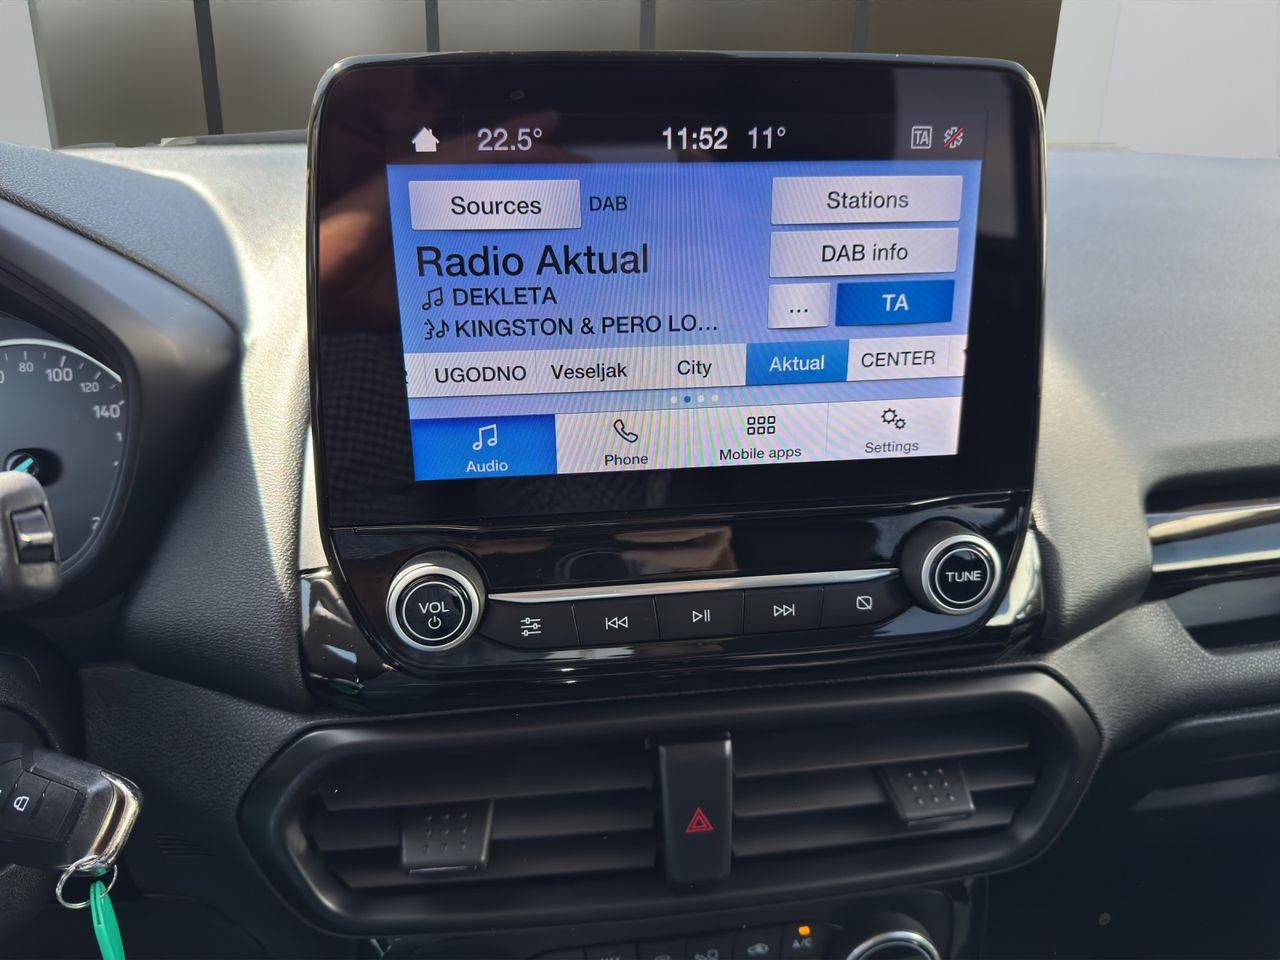 22.5° 11:52 11° TA
Sources DAB Stations
Radio Aktual DAB info
DEKLETA ... TA
KINGSTON & PERO LO...
UGODNO Veseljak City Aktual CENTER
Audio Phone Mobile apps Settings
80 100 120 140
VOL TUNE
A/C